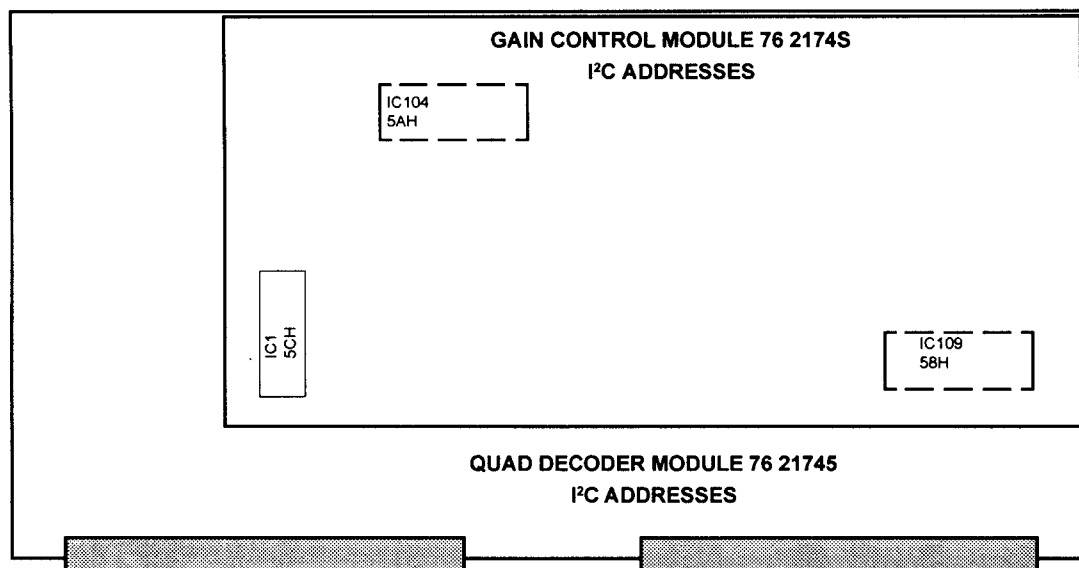 GAIN CONTROL MODULE 76 2174S
I²C ADDRESSES
IC104
5AH
IC1
5CH
IC109
58H
QUAD DECODER MODULE 76 21745
I²C ADDRESSES